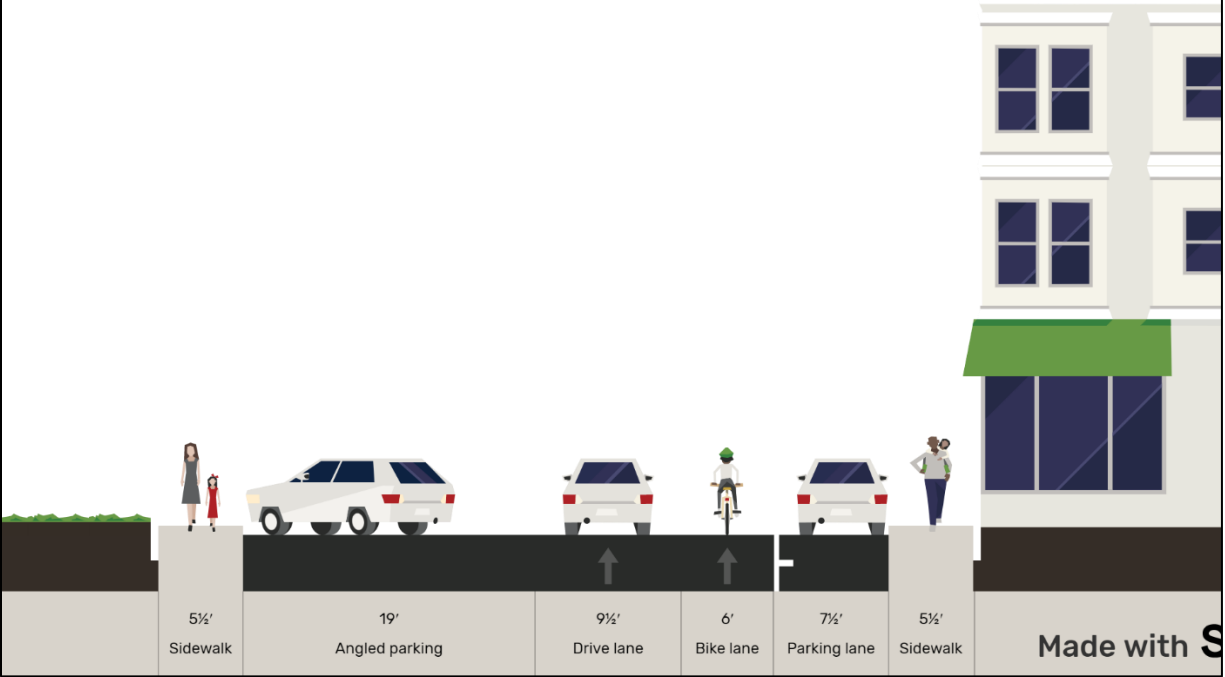 5½′
Sidewalk
19′
Angled parking
9½′
Drive lane
6′
Bike lane
7½′
Parking lane
5½′
Sidewalk
Made with S